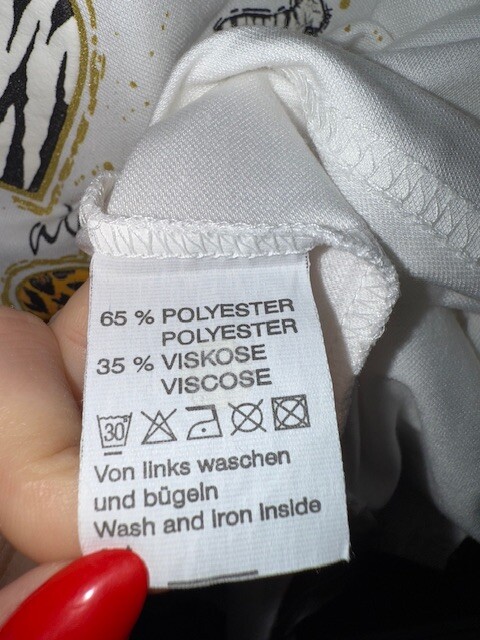 65 % POLYESTER
POLYESTER
35 % VISKOSE
VISCOSE
30
Von links waschen
und bügeln
Wash and iron inside